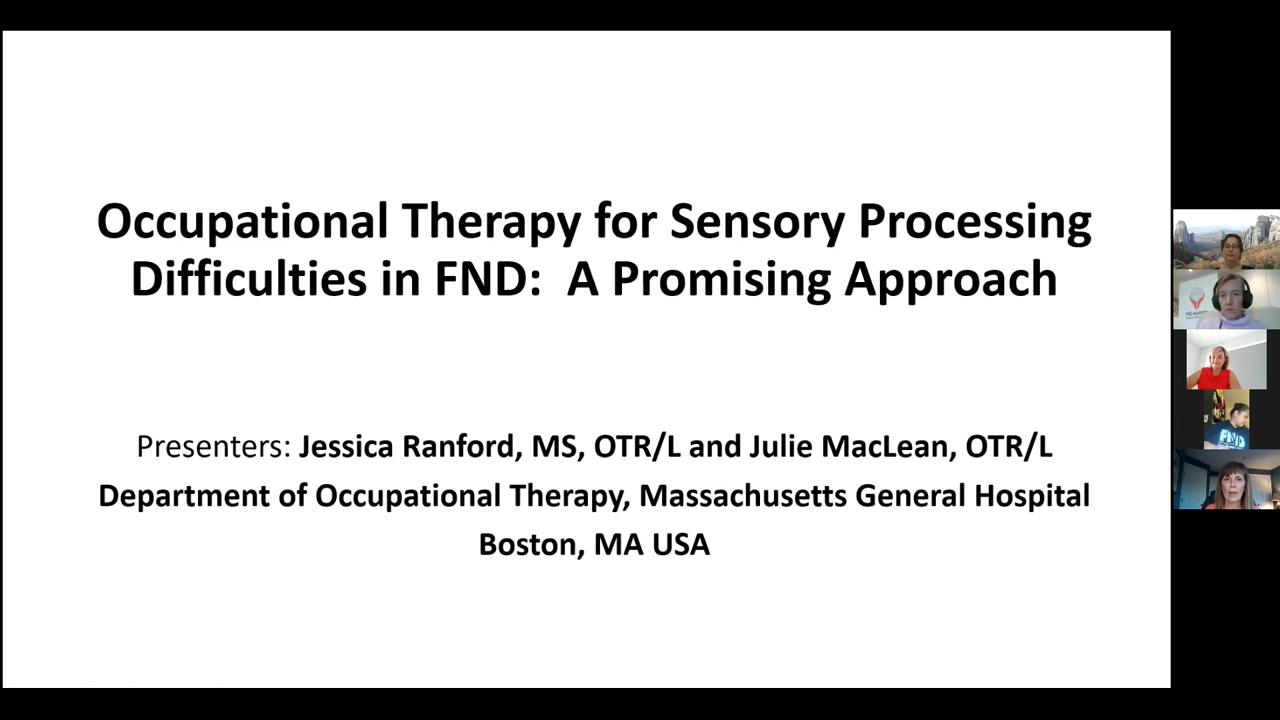 Occupational Therapy for Sensory Processing
Difficulties in FND:  A Promising Approach
Presenters: Jessica Ranford, MS, OTR/L and Julie MacLean, OTR/L
Department of Occupational Therapy, Massachusetts General Hospital
Boston, MA USA
FND